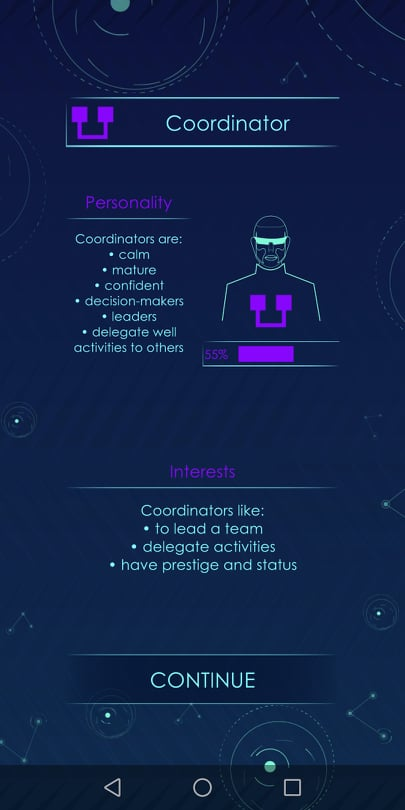 Coordinator
Personality
Coordinators are:
• calm
• mature
• confident
• decision-makers
• leaders
• delegate well
activities to others
55%
Interests
Coordinators like:
• to lead a team
• delegate activities
• have prestige and status
CONTINUE